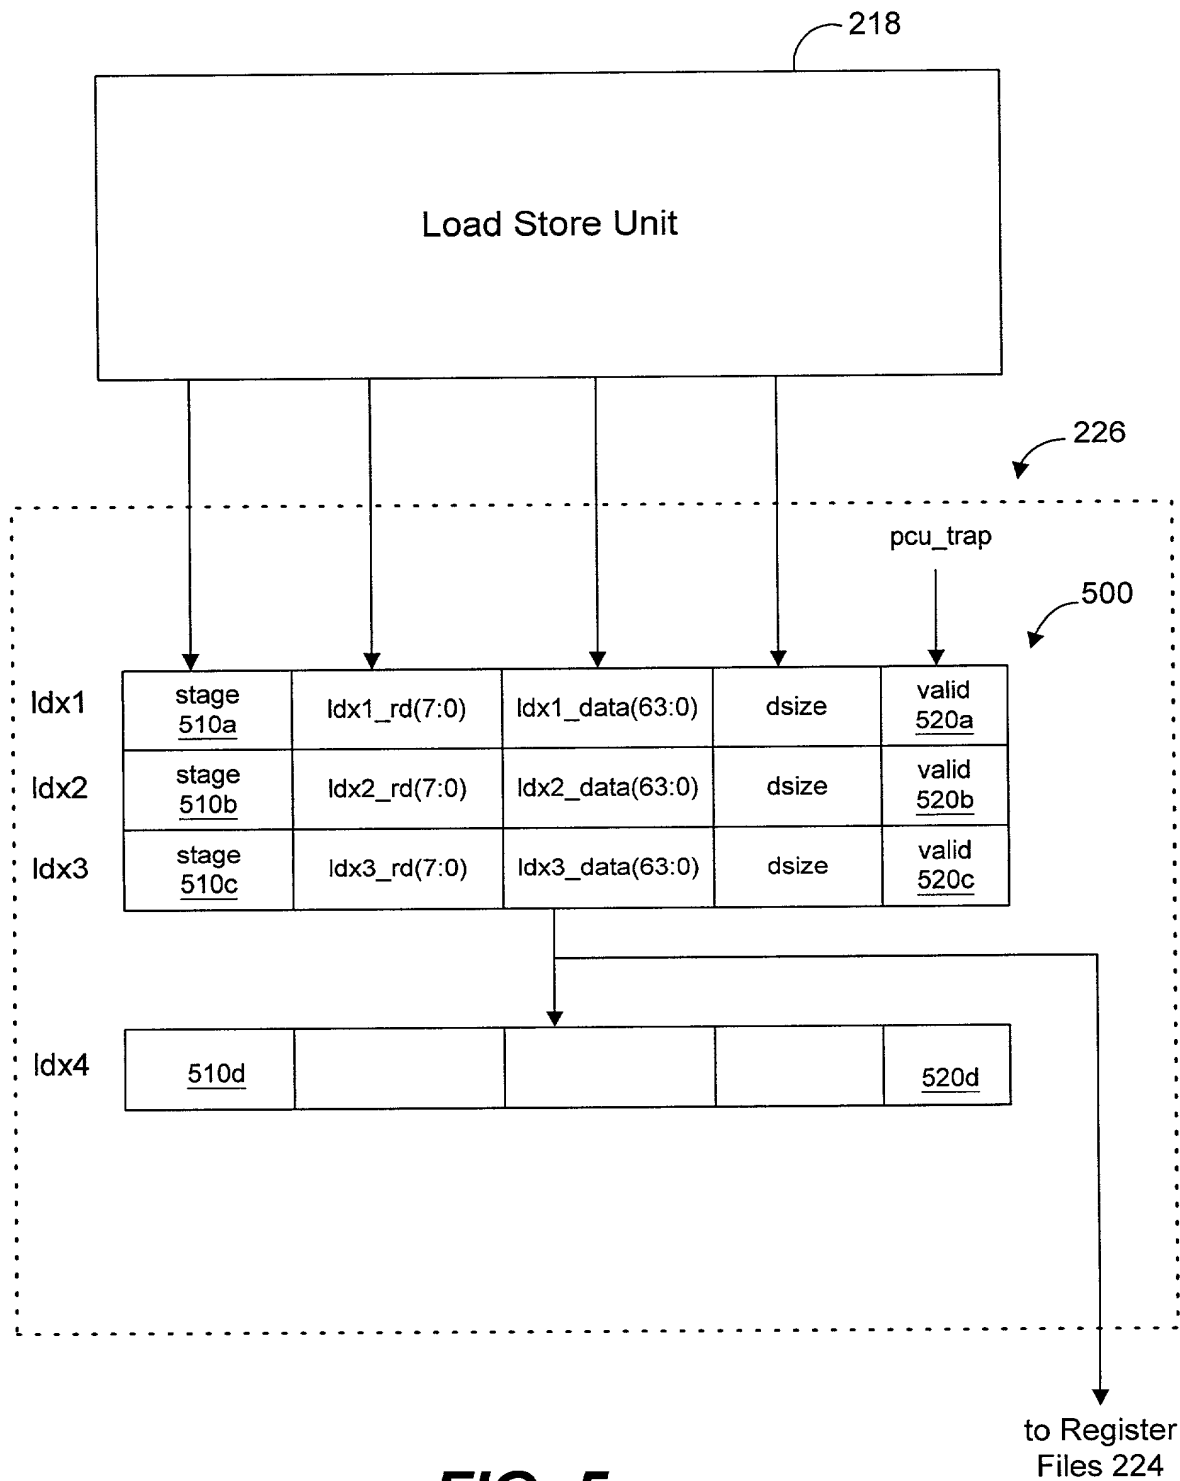 218
Load Store Unit
226
pcu_trap
500
ldx1
stage
510a
ldx1_rd(7:0)
ldx1_data(63:0)
dsize
valid
520a
ldx2
stage
510b
ldx2_rd(7:0)
ldx2_data(63:0)
dsize
valid
520b
ldx3
stage
510c
ldx3_rd(7:0)
ldx3_data(63:0)
dsize
valid
520c
ldx4
510d
520d
to Register
Files 224
FIG. 5